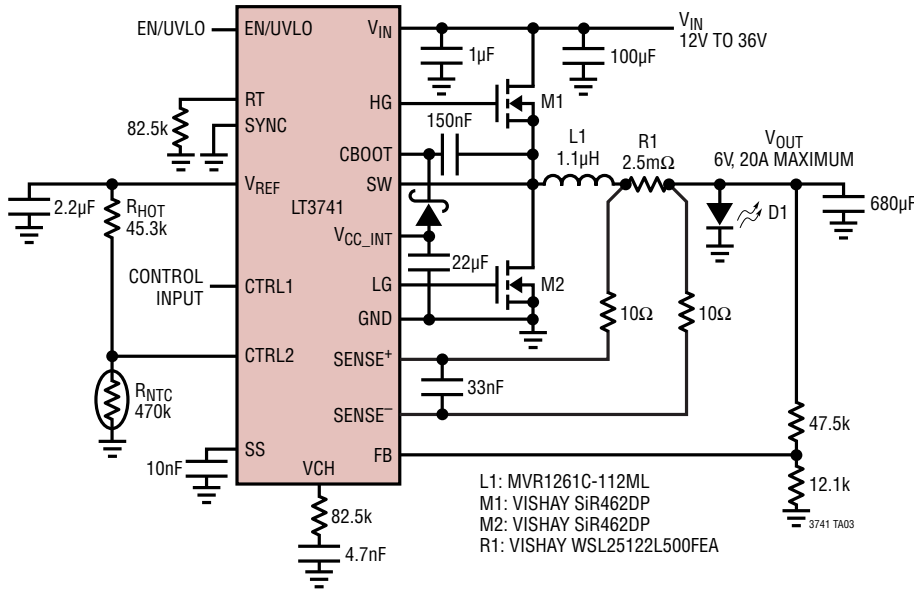 EN/UVLO
EN/UVLO
VIN
VIN
12V TO 36V
1µF
100µF
RT
82.5k
SYNC
HG
M1
150nF
CBOOT
L1
1.1µH
R1
2.5mΩ
VOUT
6V, 20A MAXIMUM
VREF
SW
LT3741
2.2µF
RHOT
45.3k
D1
680µF
VCC_INT
22µF
CONTROL
INPUT
CTRL1
LG
M2
GND
10Ω
10Ω
CTRL2
SENSE+
33nF
RNTC
470k
SENSE–
47.5k
SS
10nF
FB
VCH
12.1k
82.5k
4.7nF
L1: MVR1261C-112ML
M1: VISHAY SiR462DP
M2: VISHAY SiR462DP
R1: VISHAY WSL25122L500FEA
3741 TA03